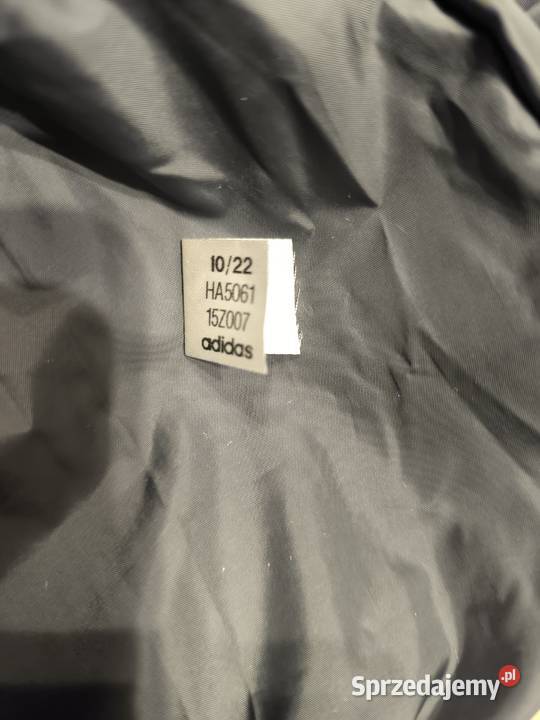 10/22
HA5061
15Z007
adidas
Sprzedajemy.pl